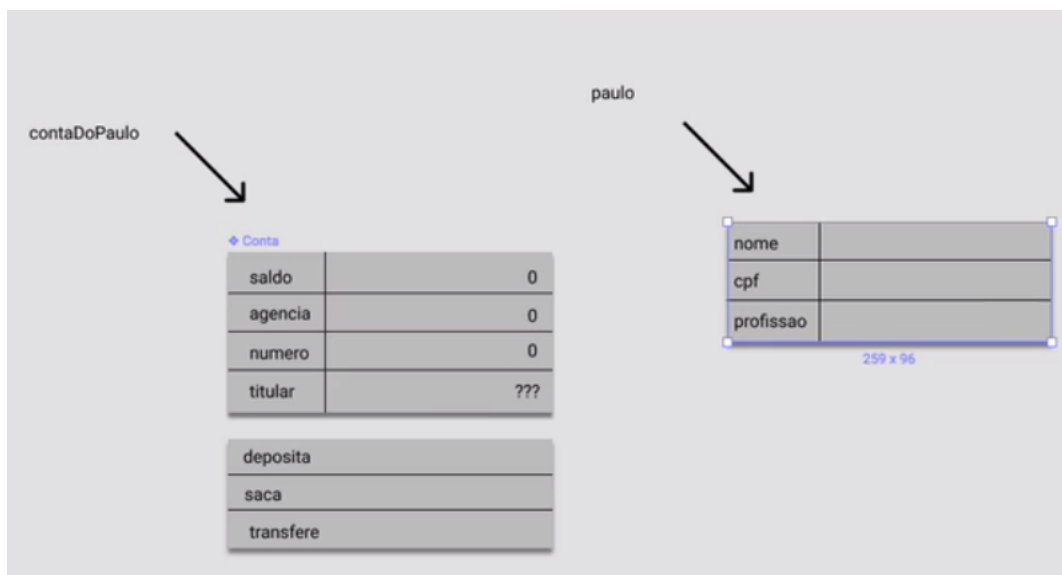 contaDoPaulo
Conta
saldo 0
agencia 0
numero 0
titular ???
deposita
saca
transfere
paulo
nome
cpf
profissao
259 x 96